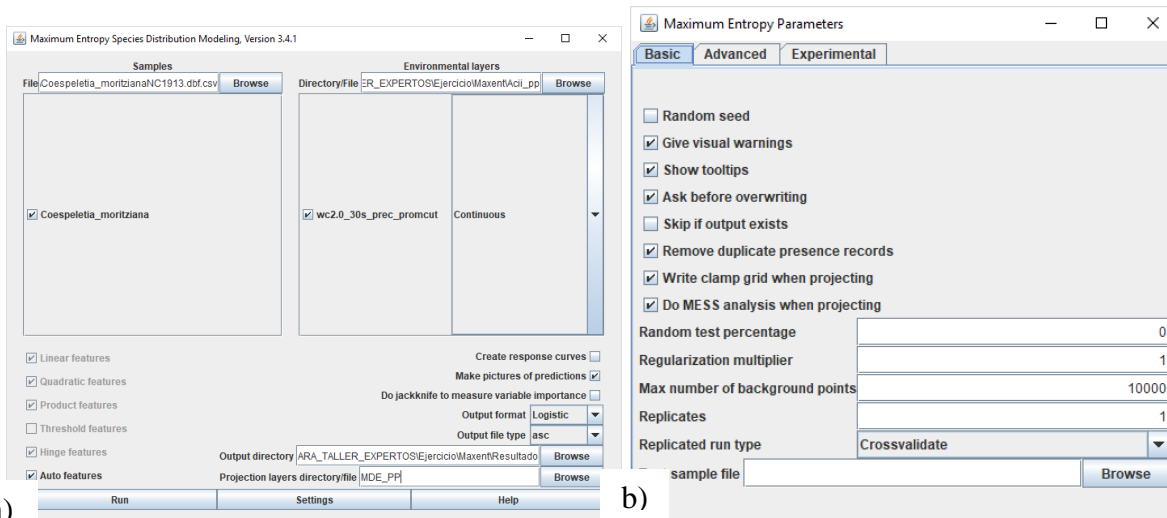 Maximum Entropy Species Distribution Modeling, Version 3.4.1
Samples
File Coespeletia_moritzianaNC1913.dbf.csv Browse
Environmental layers
Directory/File ER_EXPERTOS\Ejercicio\Maxent\Acii_pp Browse
Coespeletia_moritziana
wc2.0_30s_prec_promcut Continuous
Linear features
Quadratic features
Product features
Threshold features
Hinge features
Auto features
Create response curves
Make pictures of predictions
Do jackknife to measure variable importance
Output format Logistic
Output file type asc
Output directory ARA_TALLER_EXPERTOS\Ejercicio\Maxent\Resultado Browse
Projection layers directory/file MDE_PP Browse
Run Settings Help
Maximum Entropy Parameters
Basic Advanced Experimental
Random seed
Give visual warnings
Show tooltips
Ask before overwriting
Skip if output exists
Remove duplicate presence records
Write clamp grid when projecting
Do MESS analysis when projecting
Random test percentage 0
Regularization multiplier 1
Max number of background points 10000
Replicates 1
Replicated run type Crossvalidate
sample file Browse
b)